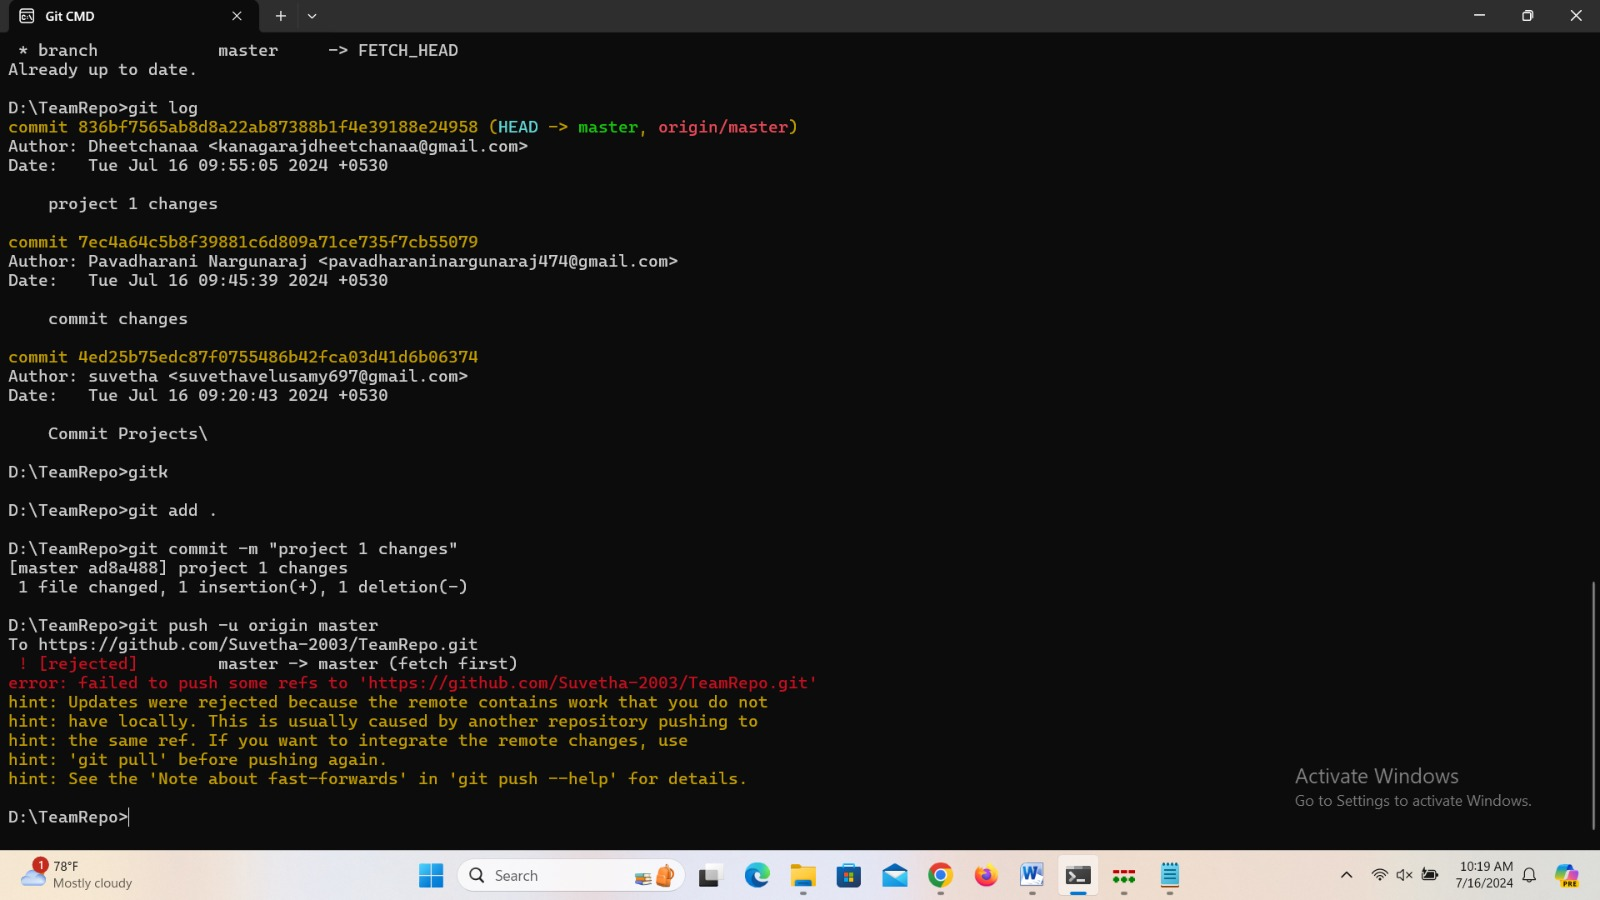 Git CMD
* branch            master     -> FETCH_HEAD
Already up to date.
D:\TeamRepo>git log
commit 836bf7565ab8d8a22ab87388b1f4e39188e24958 (HEAD -> master, origin/master)
Author: Dheetchanaa <kanagarajdheetchanaa@gmail.com>
Date:   Tue Jul 16 09:55:05 2024 +0530
project 1 changes
commit 7ec4a64c5b8f39881c6d809a71ce735f7cb55079
Author: Pavadharani Nargunaraj <pavadharaninargunaraj474@gmail.com>
Date:   Tue Jul 16 09:45:39 2024 +0530
commit changes
commit 4ed25b75edc87f0755486b42fca03d41d6b06374
Author: suvetha <suvethavelusamy697@gmail.com>
Date:   Tue Jul 16 09:20:43 2024 +0530
Commit Projects\
D:\TeamRepo>gitk
D:\TeamRepo>git add .
D:\TeamRepo>git commit -m "project 1 changes"
[master ad8a488] project 1 changes
1 file changed, 1 insertion(+), 1 deletion(-)
D:\TeamRepo>git push -u origin master
To https://github.com/Suvetha-2003/TeamRepo.git
! [rejected]        master -> master (fetch first)
error: failed to push some refs to 'https://github.com/Suvetha-2003/TeamRepo.git'
hint: Updates were rejected because the remote contains work that you do not
hint: have locally. This is usually caused by another repository pushing to
hint: the same ref. If you want to integrate the remote changes, use
hint: 'git pull' before pushing again.
hint: See the 'Note about fast-forwards' in 'git push --help' for details.
D:\TeamRepo>
Activate Windows
Go to Settings to activate Windows.
1
78°F
Mostly cloudy
Search
10:19 AM
7/16/2024
PRE